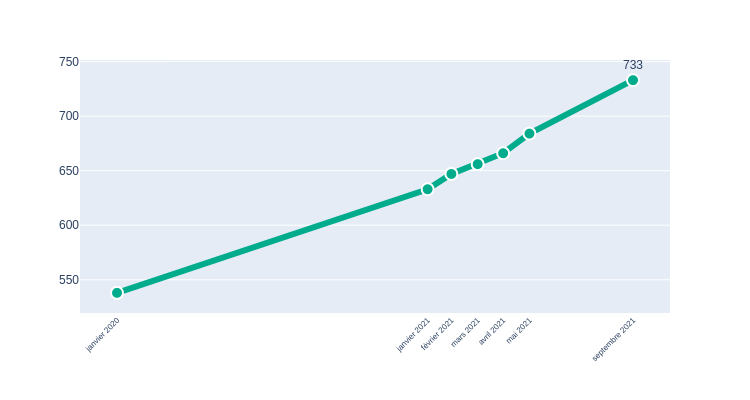 750
733
700
650
600
550
janvier 2020
janvier 2021
février 2021
mars 2021
avril 2021
mai 2021
septembre 2021